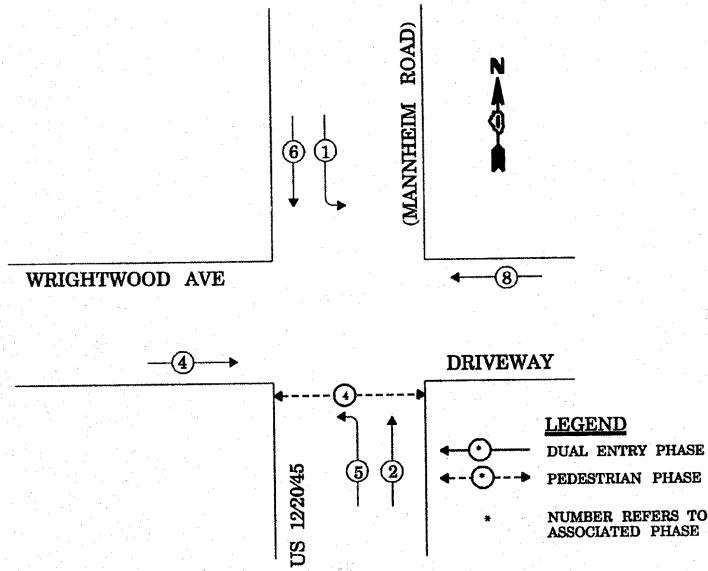 N
(MANNHEIM ROAD)
6 1
WRIGHTWOOD AVE
8
4
DRIVEWAY
4
LEGEND
* DUAL ENTRY PHASE
* PEDESTRIAN PHASE
* NUMBER REFERS TO
ASSOCIATED PHASE
5 2
US 12/20/45